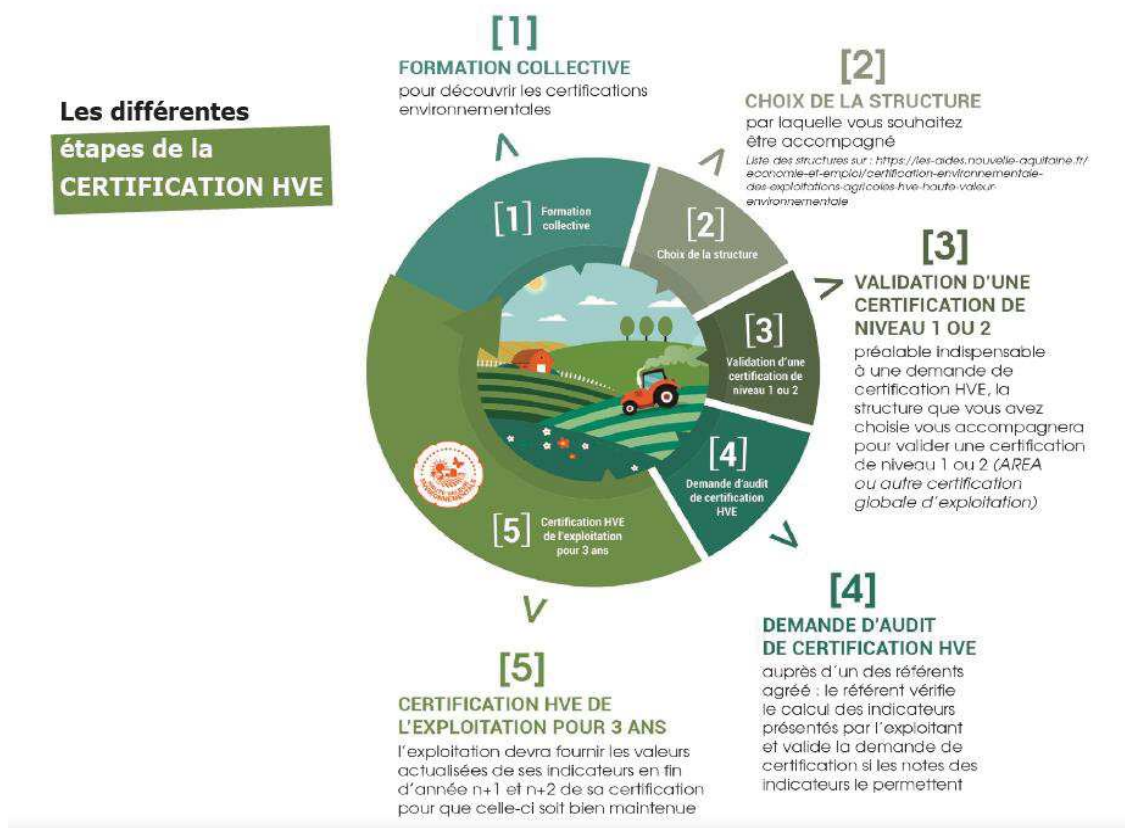 Les différentes
étapes de la
CERTIFICATION HVE
[1]
FORMATION COLLECTIVE
pour découvrir les certifications
environnementales
[2]
CHOIX DE LA STRUCTURE
par laquelle vous souhaitez
être accompagné
Liste des structures sur : https://les-aides.nouvelle-aquitaine.fr/
economie-et-emploi/certification-environnementale-
des-exploitations-agricoles-hve-haute-valeur-
environnementale
[3]
VALIDATION D'UNE
CERTIFICATION DE
NIVEAU 1 OU 2
préalable indispensable
à une demande de
certification HVE, la
structure que vous avez
choisie vous accompagnera
pour valider une certification
de niveau 1 ou 2 (AREA
ou autre certification
globale d'exploitation)
[4]
DEMANDE D'AUDIT
DE CERTIFICATION HVE
auprès d'un des référents
agréé : le référent vérifie
le calcul des indicateurs
présentés par l'exploitant
et valide la demande de
certification si les notes des
indicateurs le permettent
[5]
CERTIFICATION HVE DE
L'EXPLOITATION POUR 3 ANS
l'exploitation devra fournir les valeurs
actualisées de ses indicateurs en fin
d'année n+1 et n+2 de sa certification
pour que celle-ci soit bien maintenue
[1] Formation
collective
[2]
Choix de la structure
[3]
Validation d'une
certification de
niveau 1 ou 2
[4]
Demande d'audit
de certification
HVE
[5] Certification HVE
de l'exploitation
pour 3 ans
HAUTE VALEUR
ENVIRONNEMENTALE